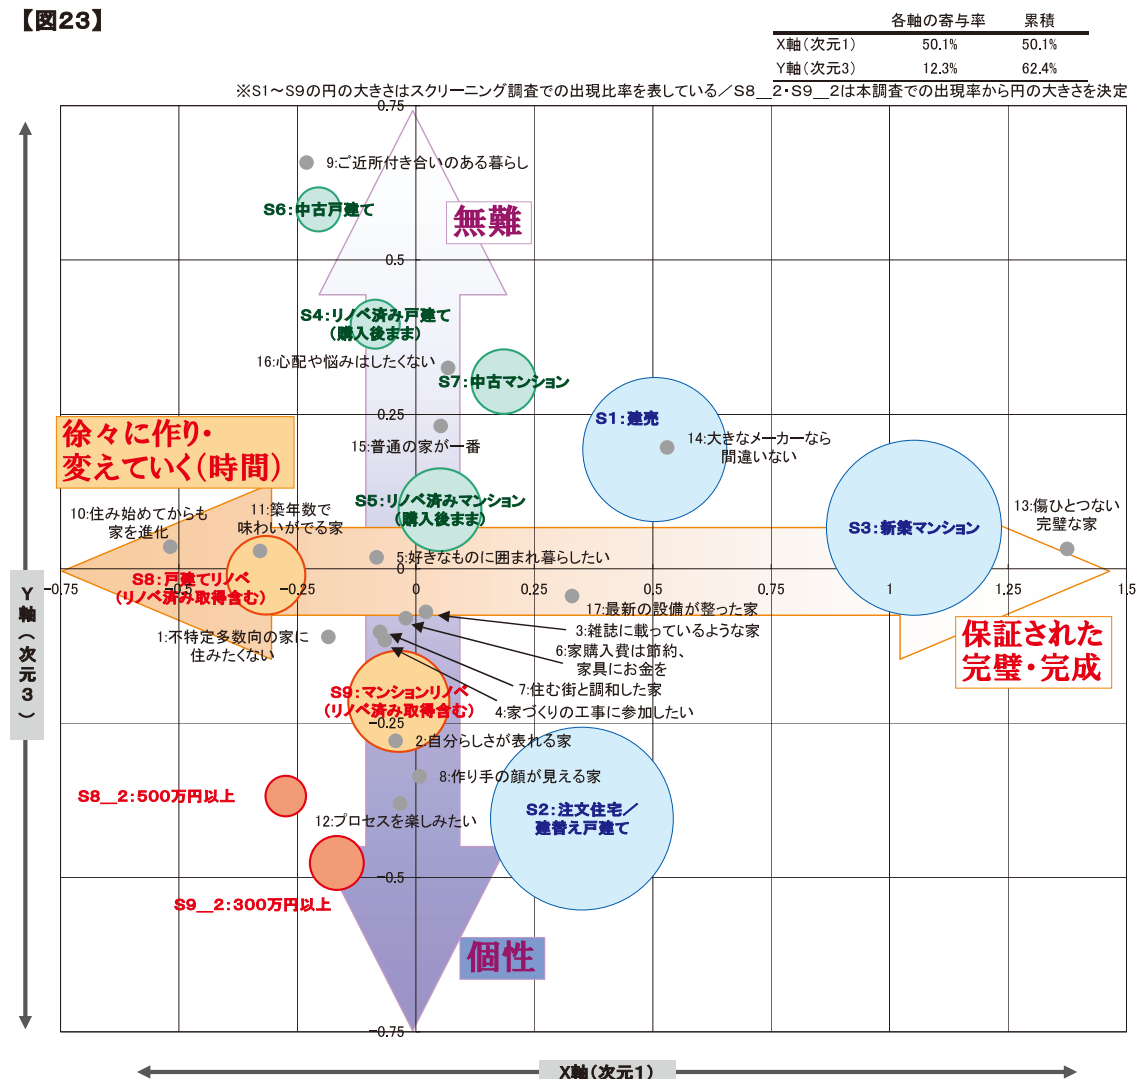 【図23】
各軸の寄与率 累積
X軸(次元1) 50.1% 50.1%
Y軸(次元3) 12.3% 62.4%
※S1～S9の円の大きさはスクリーニング調査での出現比率を表している／S8__2・S9__2は本調査での出現率から円の大きさを決定
0.75
9:ご近所付き合いのある暮らし
S6:中古戸建て
無難
0.5
S4:リノベ済み戸建て
(購入後まま)
16:心配や悩みはしたくない
S7:中古マンション
0.25
S1:建売
徐々に作り・
変えていく(時間)
15:普通の家が一番
14:大きなメーカーなら
間違いない
S5:リノベ済みマンション
(購入後まま)
10:住み始めてからも
家を進化
11:築年数で
味わいがでる家
S3:新築マンション
13:傷ひとつない
完璧な家
5:好きなものに囲まれ暮らしたい
S8:戸建てリノベ
(リノベ済み取得含む)
-0.75 -0.5 -0.25 0 0.25 0.5 0.75 1 1.25 1.5
17:最新の設備が整った家
3:雑誌に載っているような家
6:家購入費は節約、
家具にお金を
1:不特定多数向の家に
住みたくない
保証された
完璧・完成
7:住む街と調和した家
S9:マンションリノベ
(リノベ済み取得含む)
4:家づくりの工事に参加したい
-0.25
2:自分らしさが表れる家
8:作り手の顔が見える家
S8__2:500万円以上
12:プロセスを楽しみたい
S2:注文住宅／
建替え戸建て
-0.5
S9__2:300万円以上
個性
-0.75
Y軸(次元3)
X軸(次元1)